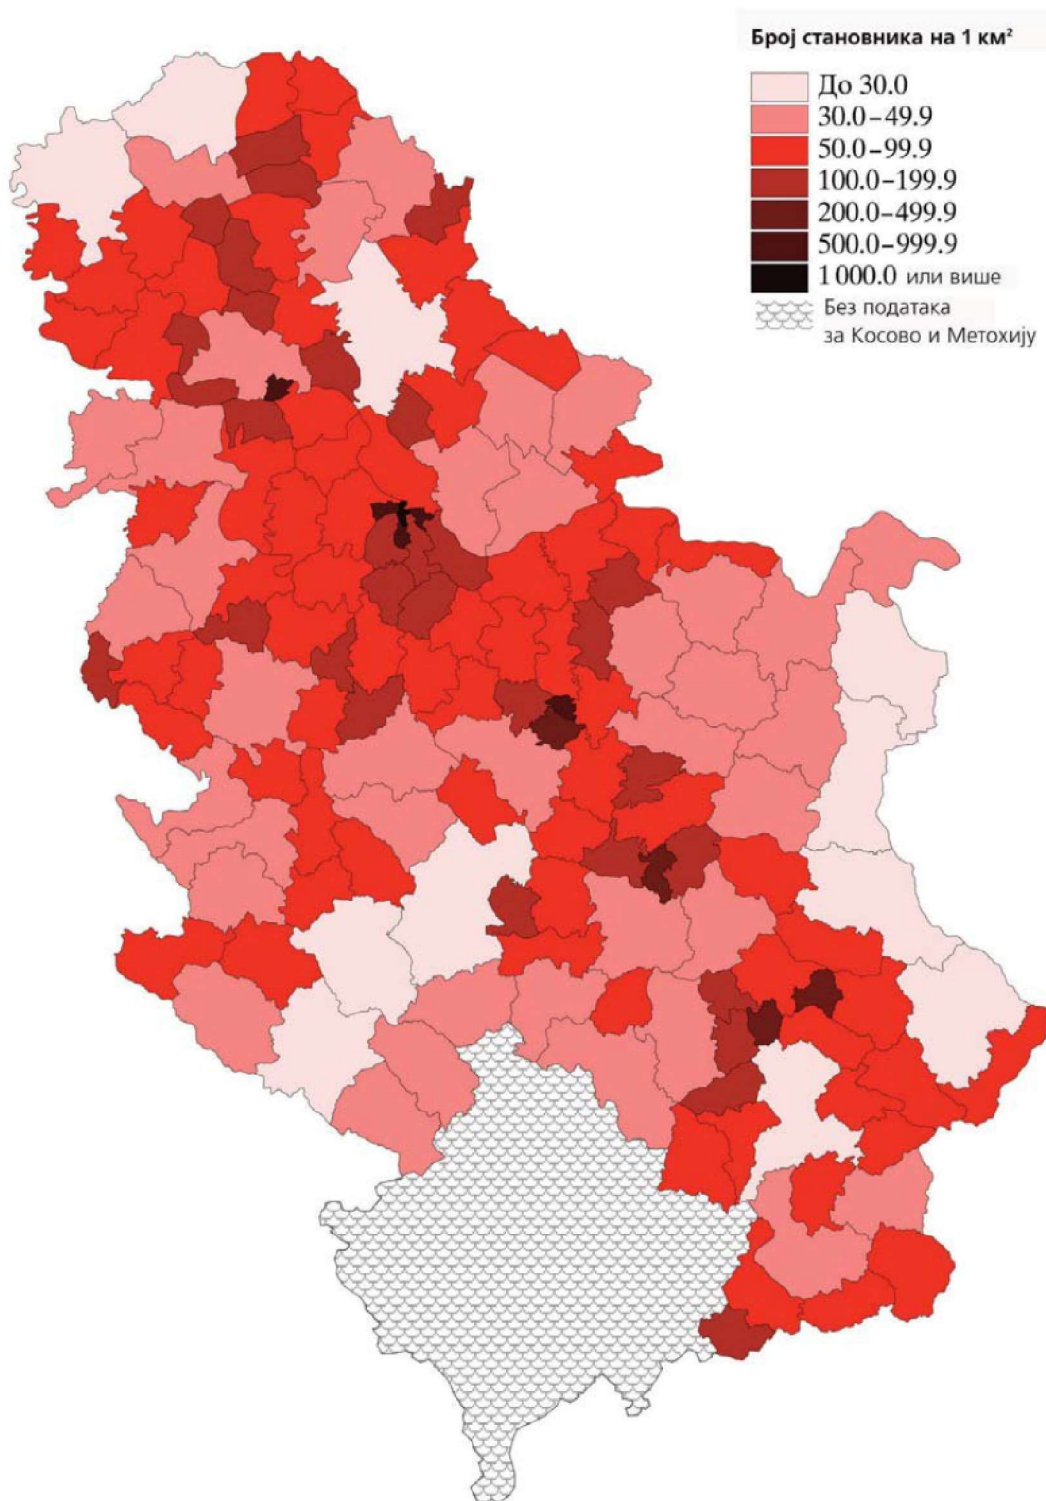 Број становника на 1 км²
До 30.0
30.0–49.9
50.0–99.9
100.0–199.9
200.0–499.9
500.0–999.9
1 000.0 или више
Без података
за Косово и Метохију